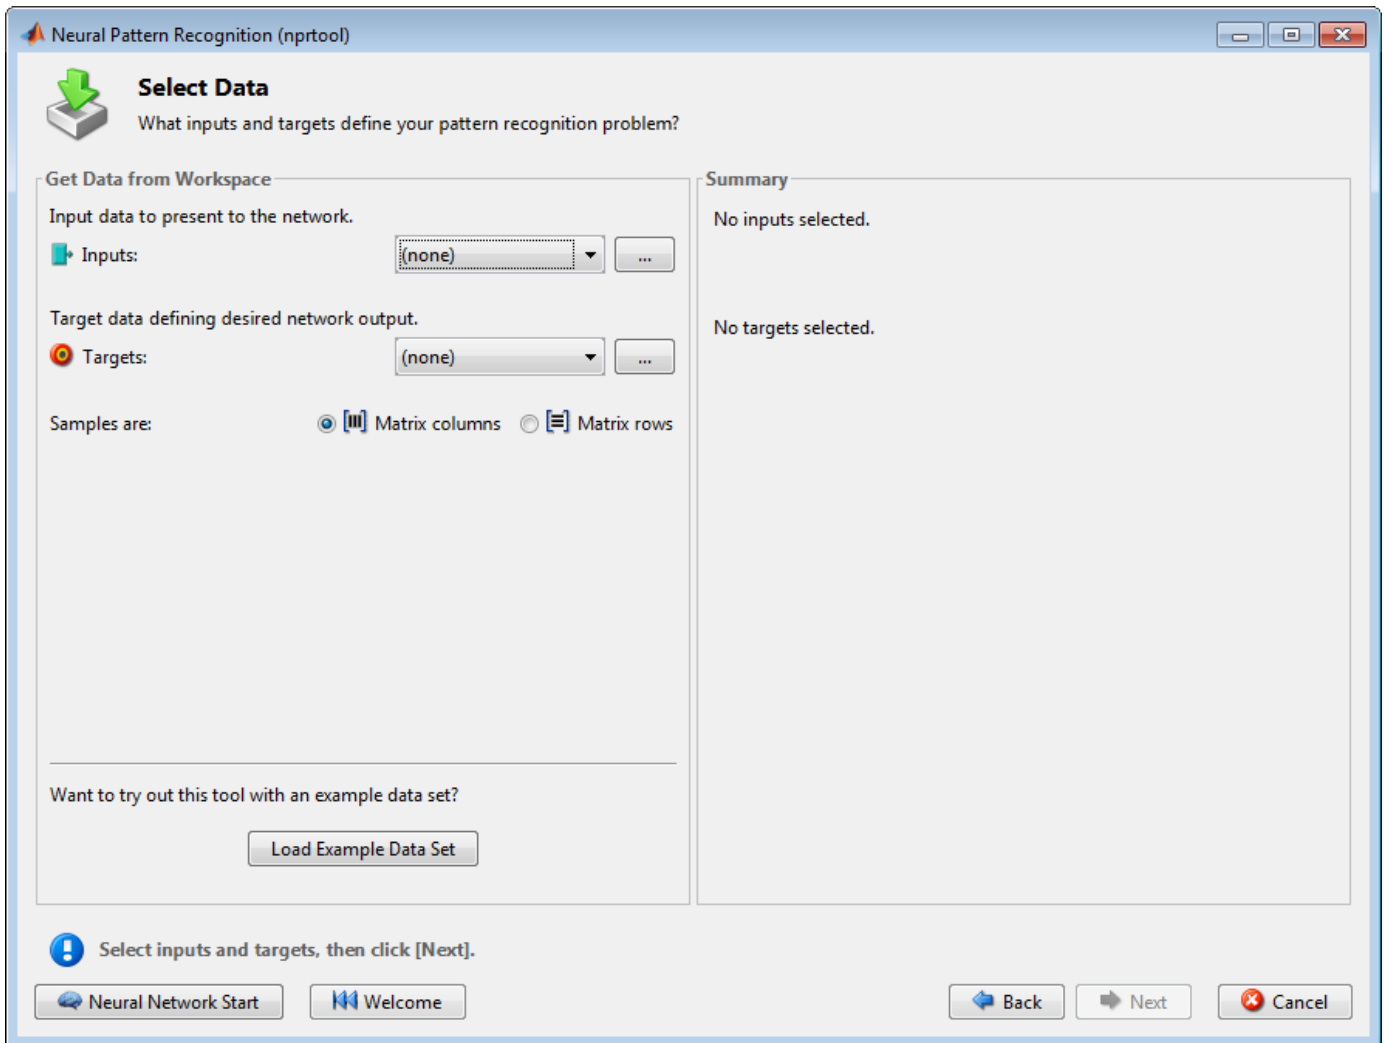 Neural Pattern Recognition (nprtool)
Select Data
What inputs and targets define your pattern recognition problem?
Get Data from Workspace
Input data to present to the network.
Inputs: (none) ...
Target data defining desired network output.
Targets: (none) ...
Samples are: Matrix columns Matrix rows
Want to try out this tool with an example data set?
Load Example Data Set
Summary
No inputs selected.
No targets selected.
Select inputs and targets, then click [Next].
Neural Network Start Welcome Back Next Cancel